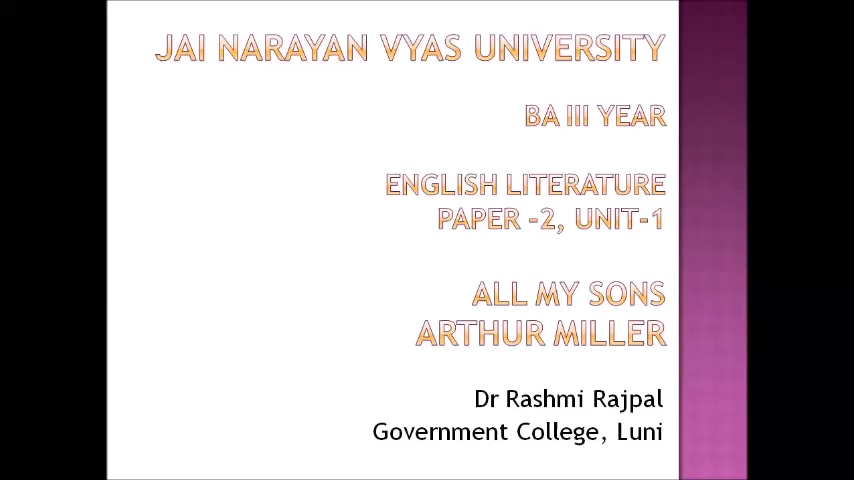 JAI NARAYAN VYAS UNIVERSITY
BA III YEAR
ENGLISH LITERATURE
PAPER -2, UNIT-1
ALL MY SONS
ARTHUR MILLER
Dr Rashmi Rajpal
Government College, Luni